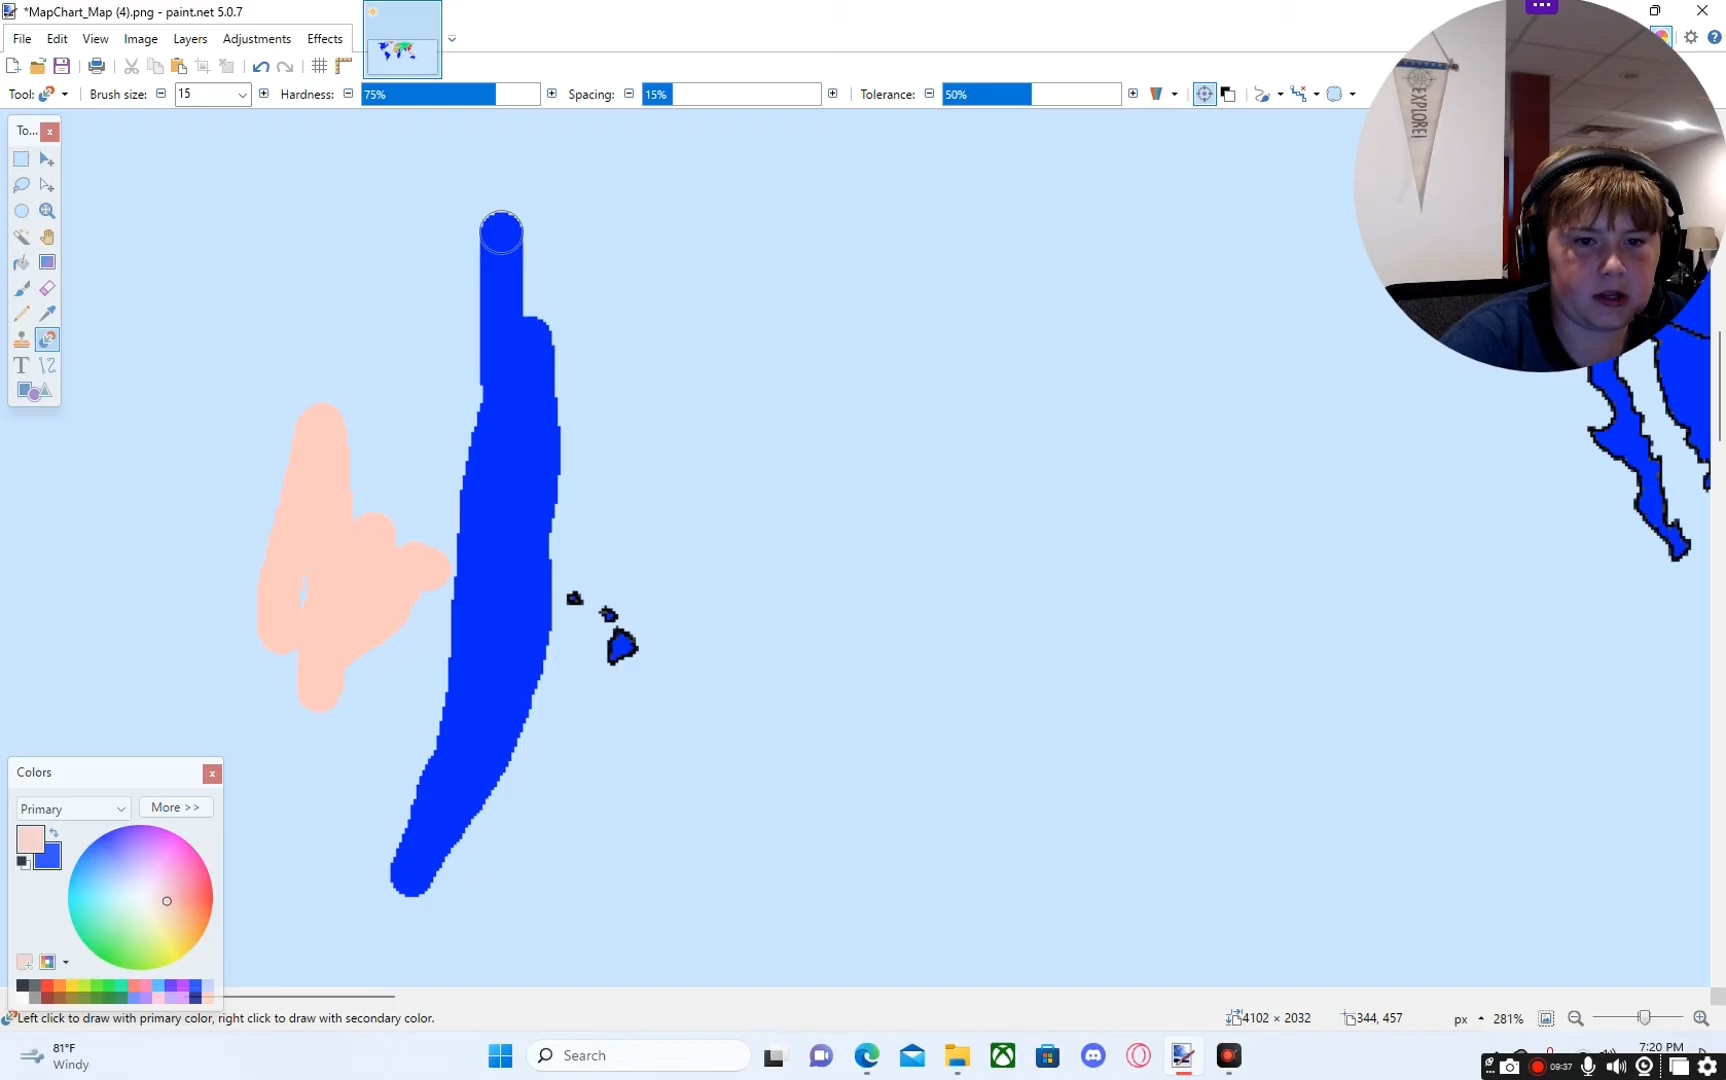 *MapChart_Map (4).png - paint.net 5.0.7
File Edit View Image Layers Adjustments Effects
Tool: Brush size: 15 Hardness: 75% Spacing: 15% Tolerance: 50%
To...
T
EXPLORE!
Colors
Primary More >>
Left click to draw with primary color, right click to draw with secondary color.
4102 × 2032 344, 457 px 281%
81°F
Windy
Search
7:20 PM
09:37